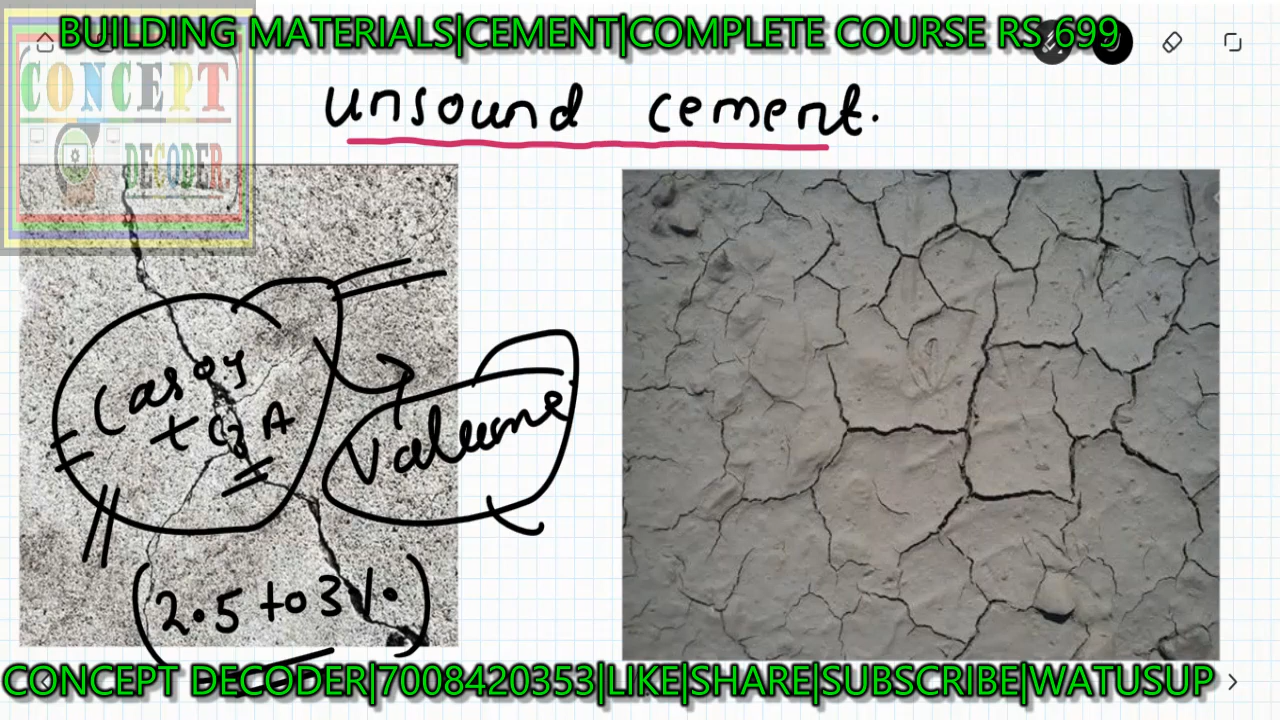 BUILDING MATERIALS|CEMENT|COMPLETE COURSE RS 699
CONCEPT
DECODER.
unsound cement.
CasO4
+ C3A
Volume
(2.5 to 3%)
CONCEPT DECODER|7008420353|LIKE|SHARE|SUBSCRIBE|WATUSUP